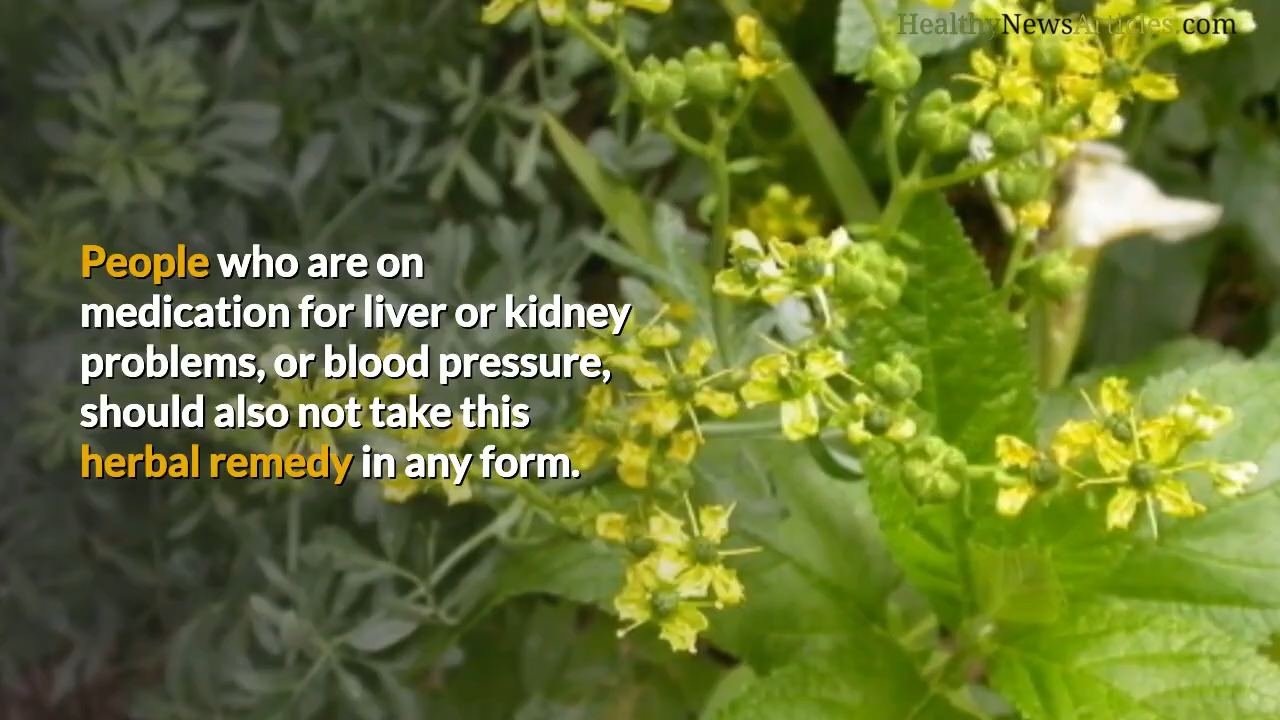 HealthyNewsArticles.com
People who are on
medication for liver or kidney
problems, or blood pressure,
should also not take this
herbal remedy in any form.